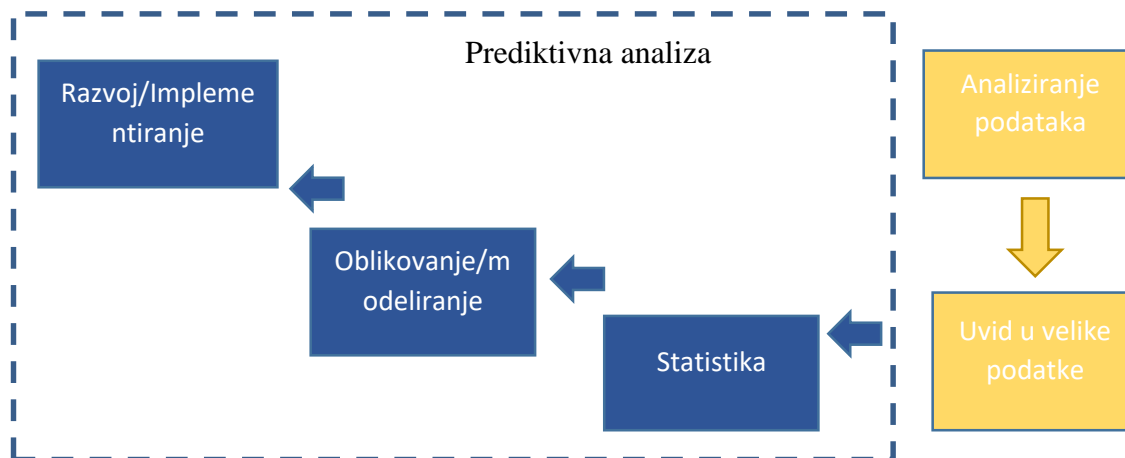 Prediktivna analiza
Razvoj/Impleme
ntiranje
Analiziranje
podataka
Oblikovanje/m
odeliranje
Statistika
Uvid u velike
podatke